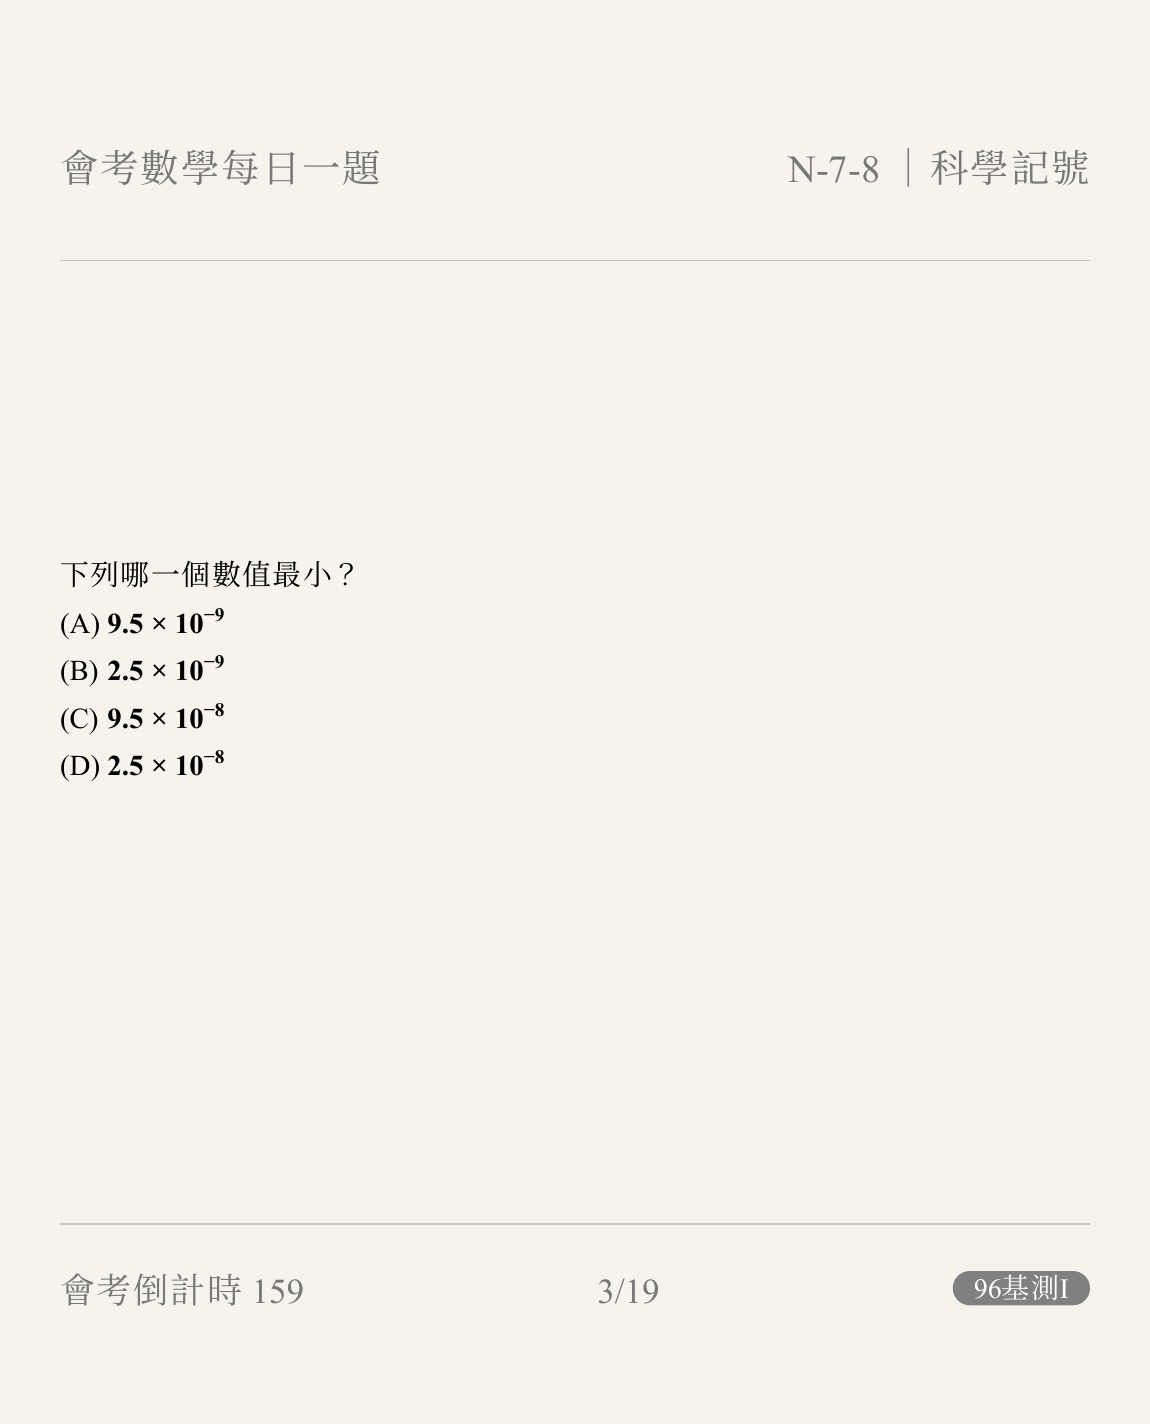 會考數學每日一題
N-7-8｜科學記號
下列哪一個數值最小？
(A) 9.5 × 10⁻⁹
(B) 2.5 × 10⁻⁹
(C) 9.5 × 10⁻⁸
(D) 2.5 × 10⁻⁸
會考倒計時 159
3/19
96基測I